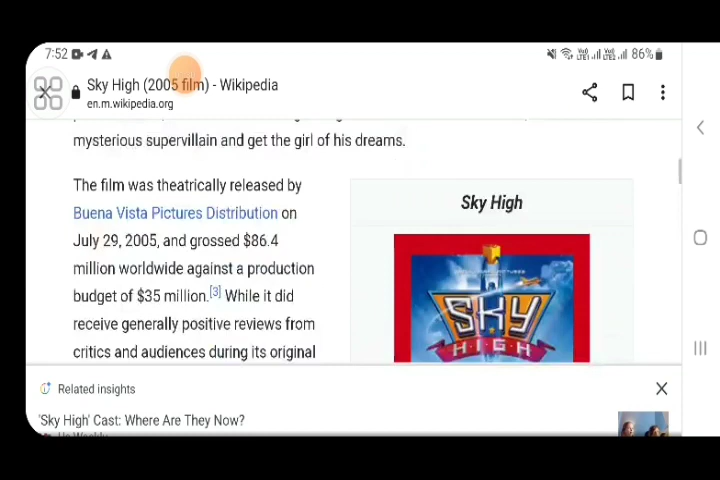 7:52
86%
Sky High (2005 film) - Wikipedia
en.m.wikipedia.org
mysterious supervillain and get the girl of his dreams.
The film was theatrically released by
Buena Vista Pictures Distribution on
July 29, 2005, and grossed $86.4
million worldwide against a production
budget of $35 million.[3] While it did
receive generally positive reviews from
critics and audiences during its original
Sky High
SKY
HIGH
Related insights
'Sky High' Cast: Where Are They Now?
Us Weekly